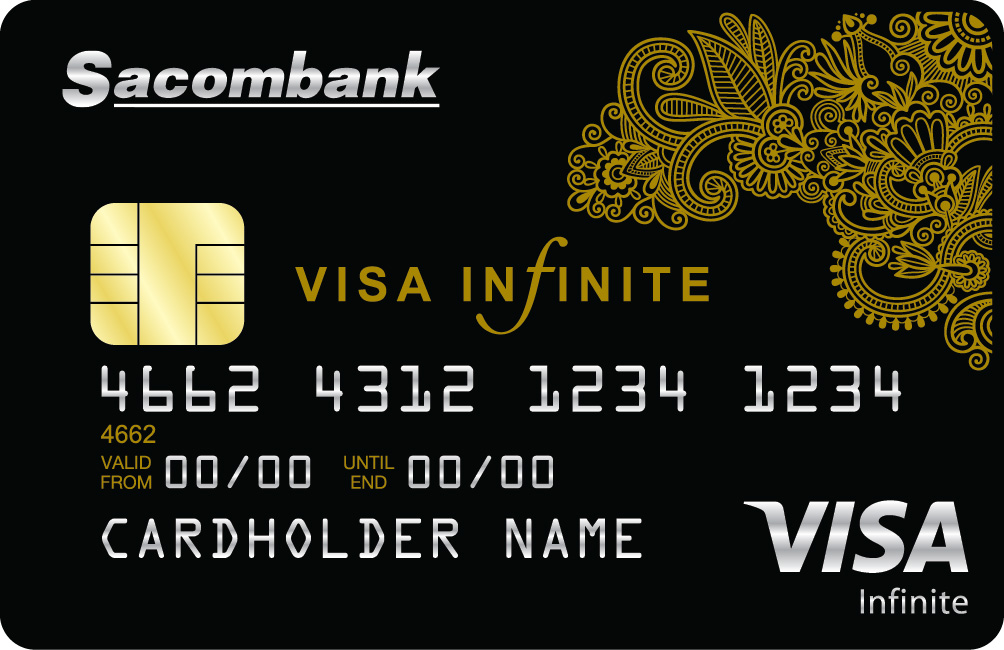 Sacombank
VISA INfINITE
4662 4312 1234 1234
4662
VALID FROM 00/00 UNTIL END 00/00
CARDHOLDER NAME
VISA
Infinite